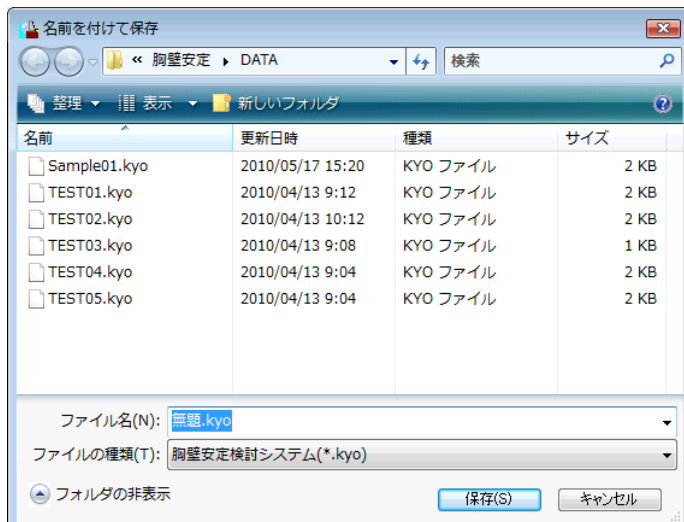 名前を付けて保存
« 胸壁安定 ▸ DATA 検索
整理 表示 新しいフォルダ
名前 更新日時 種類 サイズ
Sample01.kyo 2010/05/17 15:20 KYO ファイル 2 KB
TEST01.kyo 2010/04/13 9:12 KYO ファイル 2 KB
TEST02.kyo 2010/04/13 10:12 KYO ファイル 2 KB
TEST03.kyo 2010/04/13 9:08 KYO ファイル 1 KB
TEST04.kyo 2010/04/13 9:04 KYO ファイル 2 KB
TEST05.kyo 2010/04/13 9:04 KYO ファイル 2 KB
ファイル名(N): 無題.kyo
ファイルの種類(T): 胸壁安定検討システム(*.kyo)
フォルダの非表示 保存(S) キャンセル